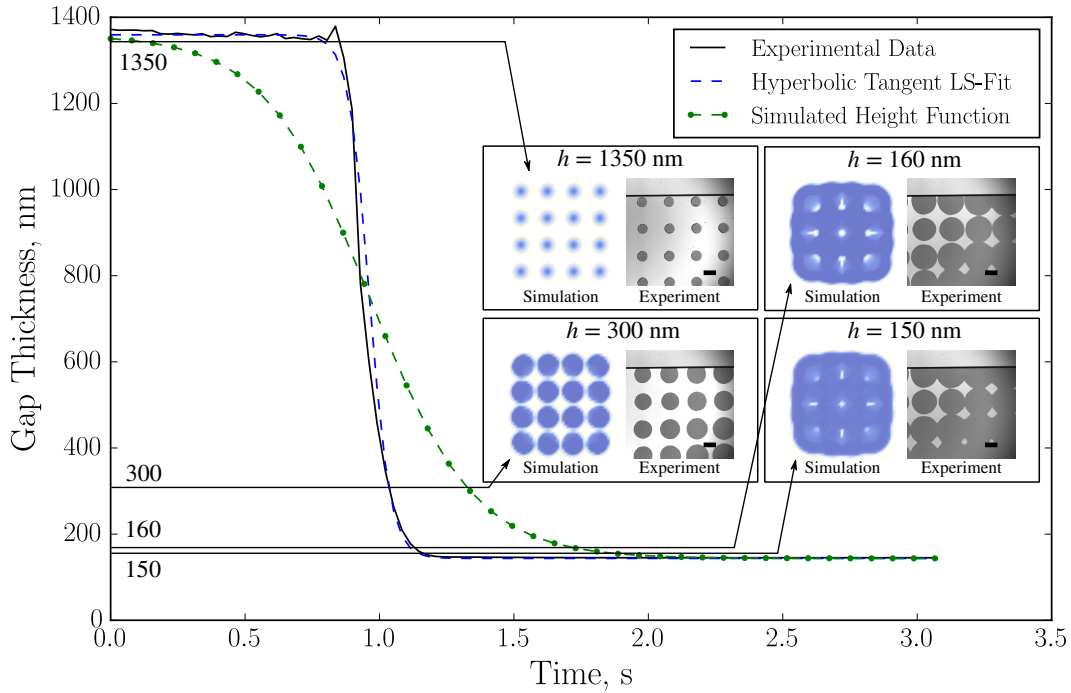 1400
1200
1000
800
600
400
200
0
Gap Thickness, nm
0.0
0.5
1.0
1.5
2.0
2.5
3.0
3.5
Time, s
Experimental Data
Hyperbolic Tangent LS-Fit
Simulated Height Function
1350
300
160
150
h = 1350 nm
Simulation
Experiment
h = 160 nm
Simulation
Experiment
h = 300 nm
Simulation
Experiment
h = 150 nm
Simulation
Experiment